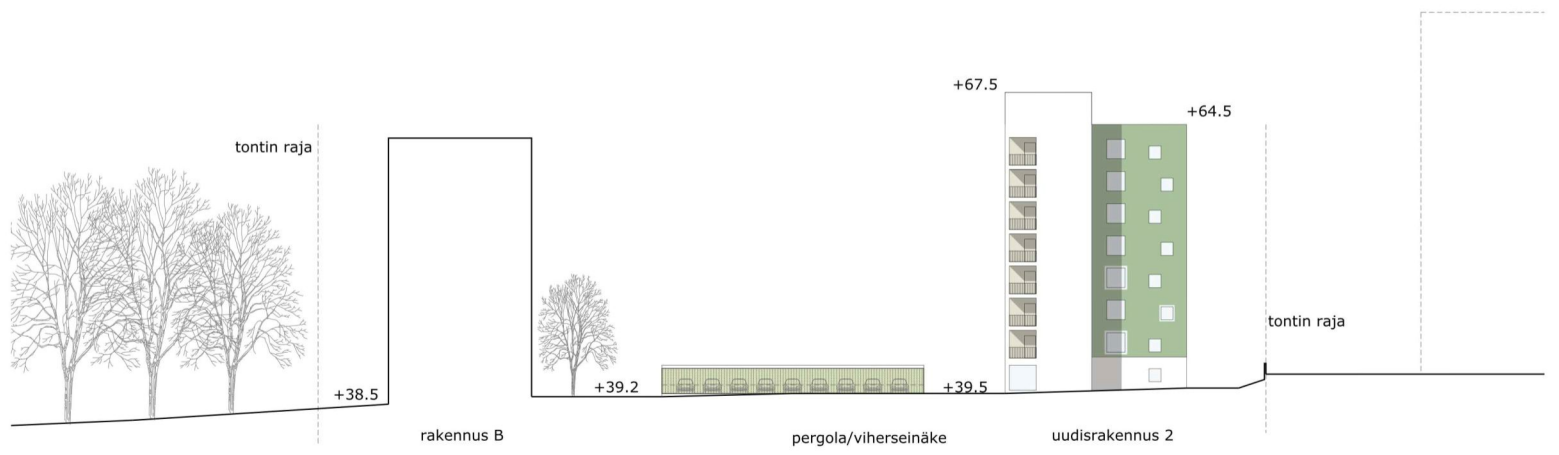 +67.5
+64.5
tontin raja
tontin raja
+38.5
+39.2
+39.5
rakennus B
pergola/viherseinäke
uudisrakennus 2